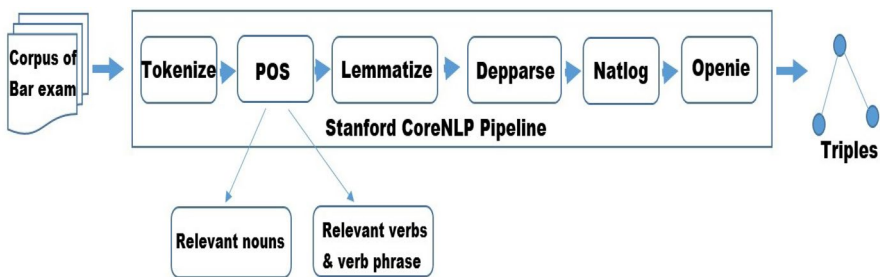 Corpus of
Bar exam
Tokenize
POS
Lemmatize
Depparse
Natlog
Openie
Stanford CoreNLP Pipeline
Triples
Relevant nouns
Relevant verbs
& verb phrase